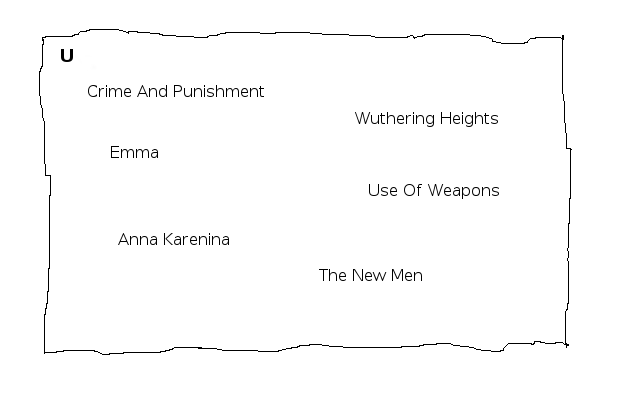 U
Crime And Punishment
Wuthering Heights
Emma
Use Of Weapons
Anna Karenina
The New Men